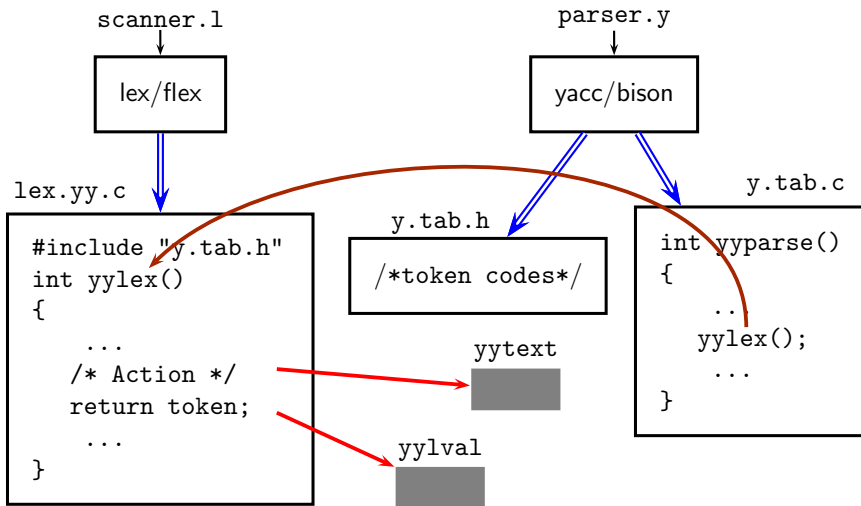 scanner.l
parser.y
lex/flex
yacc/bison
lex.yy.c
#include "y.tab.h"
int yylex()
{
...
/* Action */
return token;
...
}
y.tab.h
/*token codes*/
yytext
yylval
y.tab.c
int yyparse()
{
...
yylex();
...
}